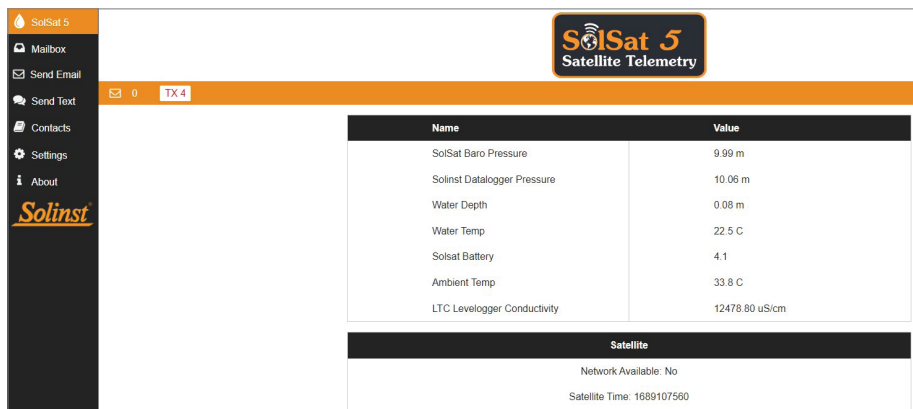 SolSat 5
Mailbox
Send Email
Send Text
Contacts
Settings
About
Solinst®
SolSat 5
Satellite Telemetry
0 TX 4
Name Value
SolSat Baro Pressure 9.99 m
Solinst Datalogger Pressure 10.06 m
Water Depth 0.08 m
Water Temp 22.5 C
Solsat Battery 4.1
Ambient Temp 33.8 C
LTC Levelogger Conductivity 12478.80 uS/cm
Satellite
Network Available: No
Satellite Time: 1689107560